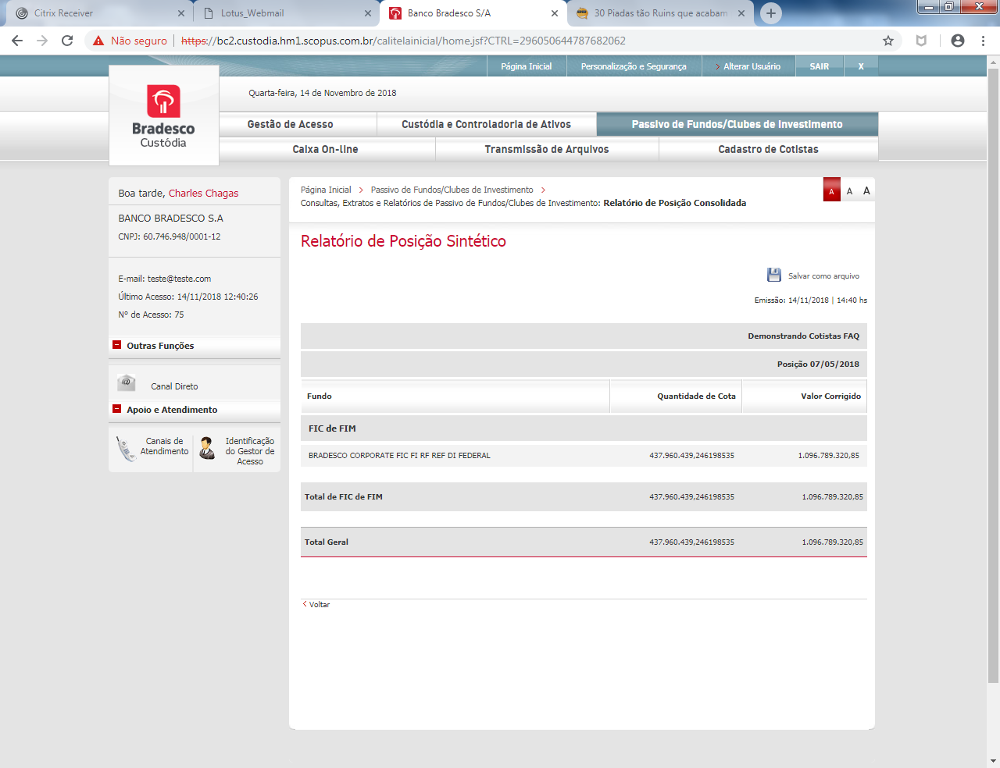 Citrix Receiver
Lotus_Webmail
Banco Bradesco S/A
30 Piadas tão Ruins que acabam
Não seguro
https://bc2.custodia.hm1.scopus.com.br/calitelainicial/home.jsf?CTRL=296050644787682062
Página Inicial
Personalização e Segurança
Alterar Usuário
SAIR
X
Bradesco
Custódia
Quarta-feira, 14 de Novembro de 2018
Gestão de Acesso
Custódia e Controladoria de Ativos
Passivo de Fundos/Clubes de Investimento
Caixa On-line
Transmissão de Arquivos
Cadastro de Cotistas
Boa tarde, Charles Chagas
BANCO BRADESCO S.A
CNPJ: 60.746.948/0001-12
E-mail: teste@teste.com
Último Acesso: 14/11/2018 12:40:26
Nº de Acesso: 75
Outras Funções
Canal Direto
Apoio e Atendimento
Canais de
Atendimento
Identificação
do Gestor de
Acesso
Página Inicial > Passivo de Fundos/Clubes de Investimento >
Consultas, Extratos e Relatórios de Passivo de Fundos/Clubes de Investimento: Relatório de Posição Consolidada
A A A
Relatório de Posição Sintético
Salvar como arquivo
Emissão: 14/11/2018 | 14:40 hs
Demonstrando Cotistas FAQ
Posição 07/05/2018
Fundo Quantidade de Cota Valor Corrigido
FIC de FIM
BRADESCO CORPORATE FIC FI RF REF DI FEDERAL 437.960.439,246198535 1.096.789.320,85
Total de FIC de FIM 437.960.439,246198535 1.096.789.320,85
Total Geral 437.960.439,246198535 1.096.789.320,85
< Voltar